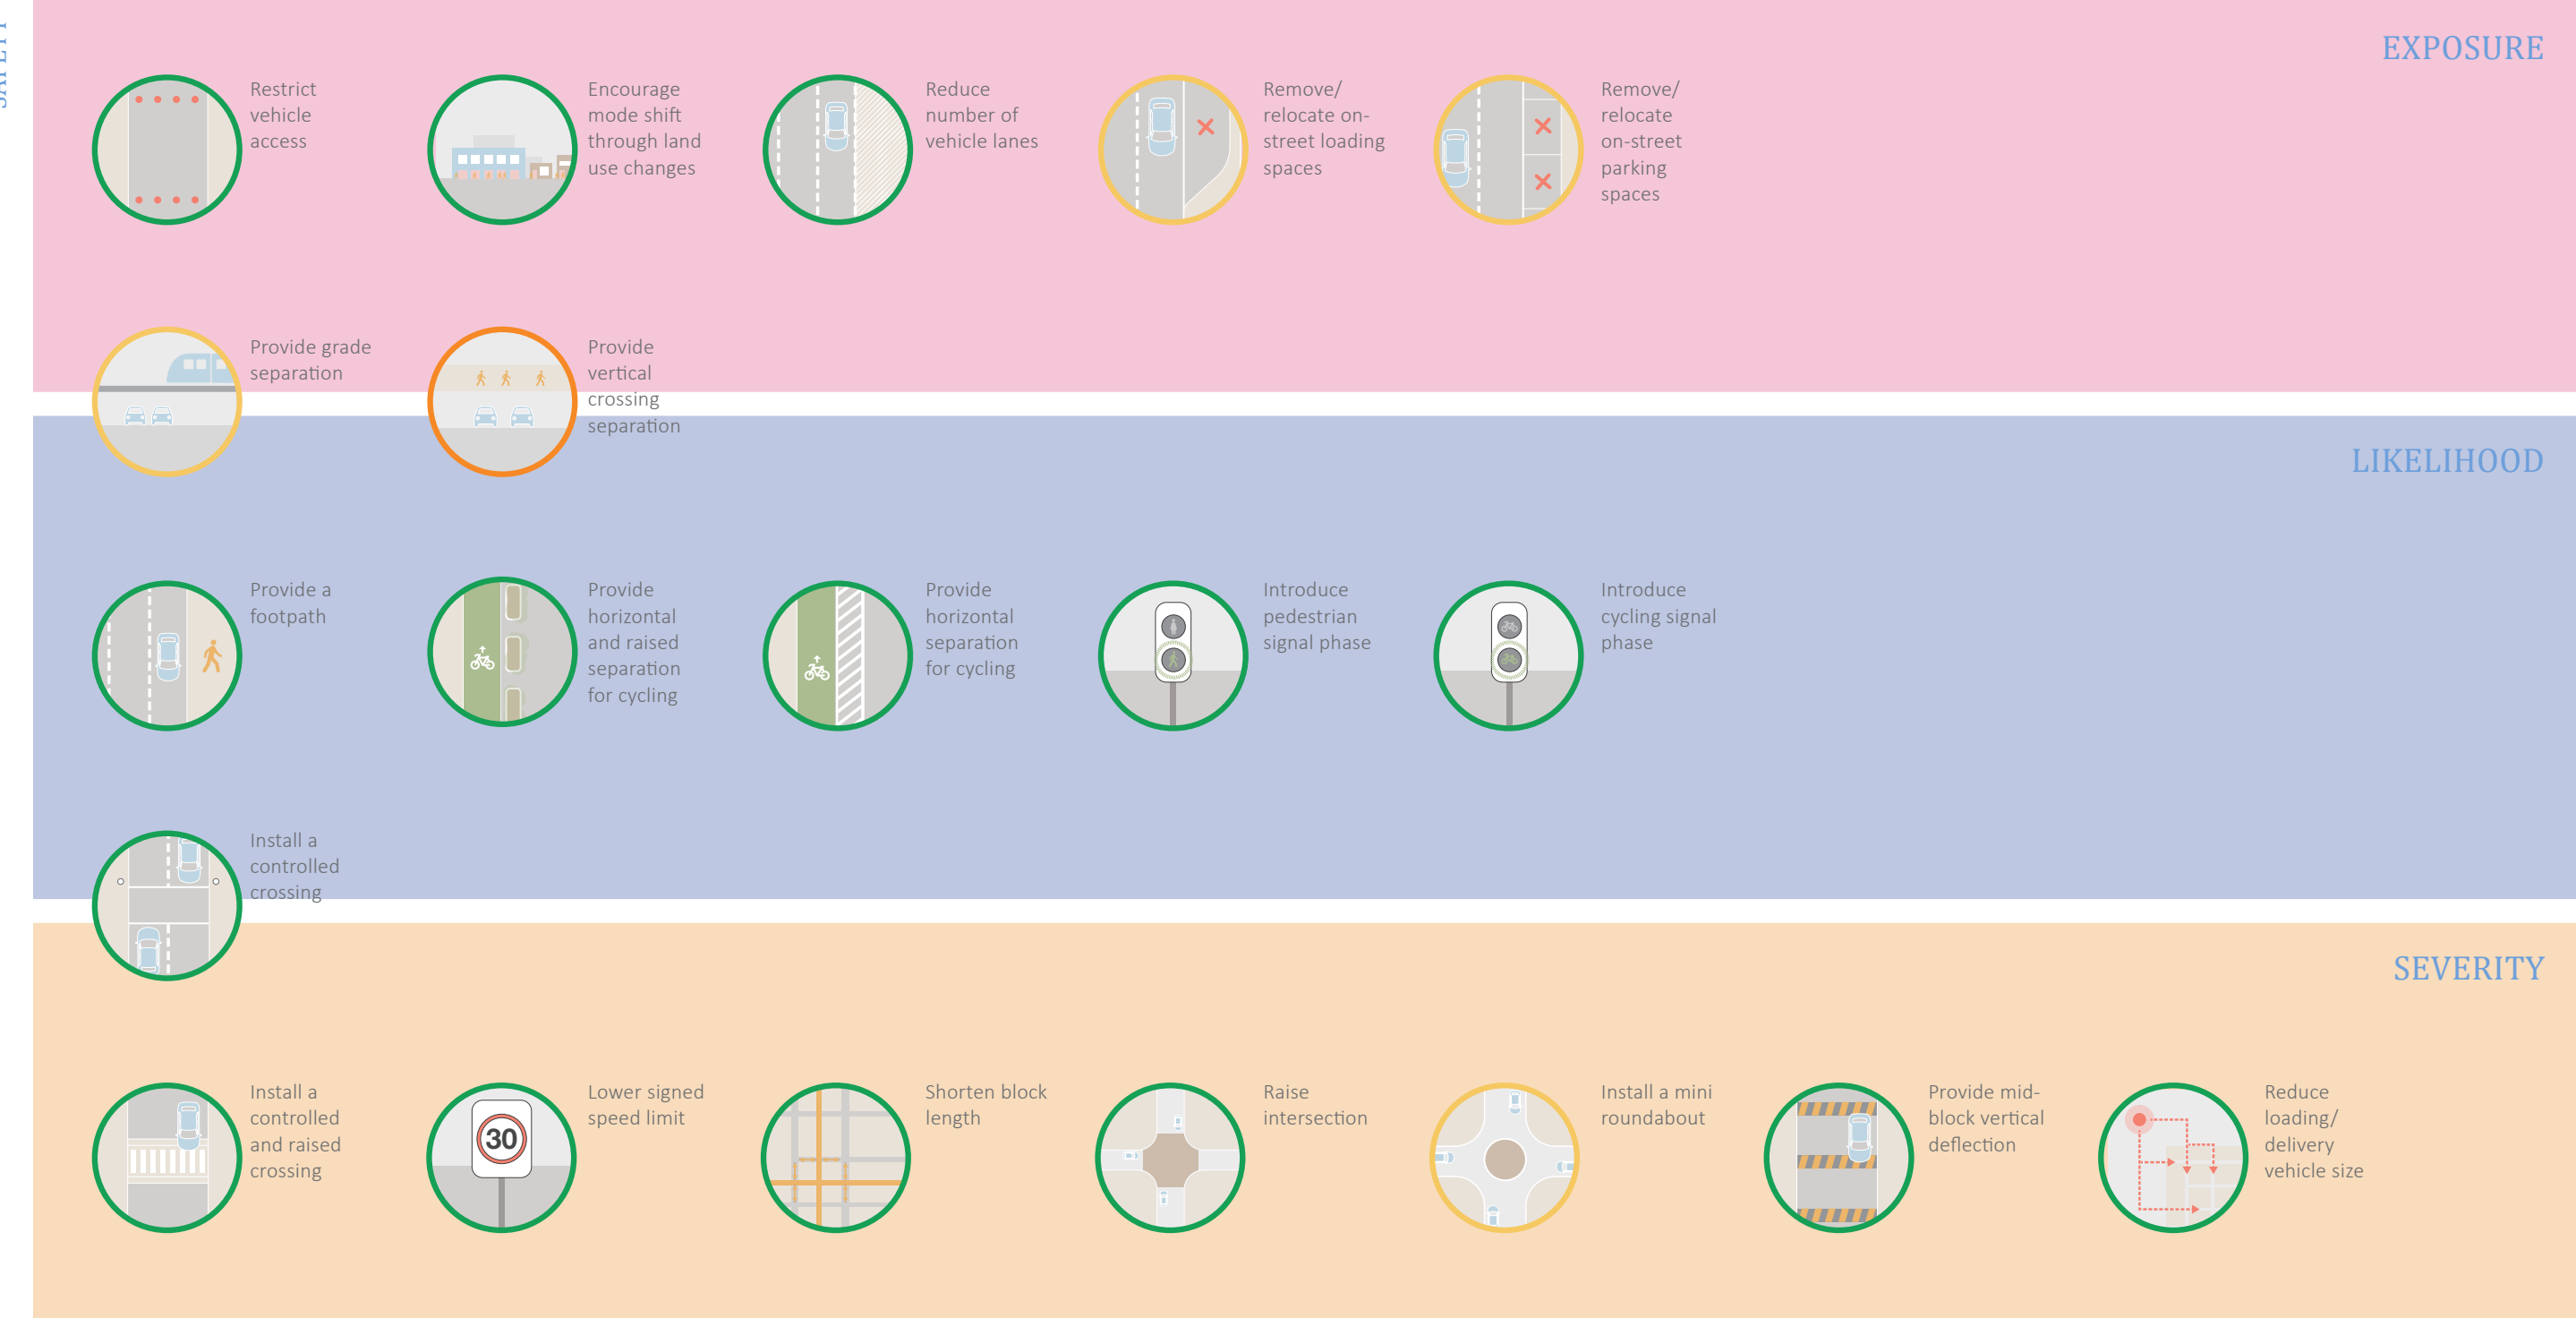 SAFETY
EXPOSURE
Restrict
vehicle
access
Encourage
mode shift
through land
use changes
Reduce
number of
vehicle lanes
Remove/
relocate on-
street loading
spaces
Remove/
relocate
on-street
parking
spaces
Provide grade
separation
Provide
vertical
crossing
separation
LIKELIHOOD
Provide a
footpath
Provide
horizontal
and raised
separation
for cycling
Provide
horizontal
separation
for cycling
Introduce
pedestrian
signal phase
Introduce
cycling signal
phase
Install a
controlled
crossing
SEVERITY
Install a
controlled
and raised
crossing
30
Lower signed
speed limit
Shorten block
length
Raise
intersection
Install a mini
roundabout
Provide mid-
block vertical
deflection
Reduce
loading/
delivery
vehicle size